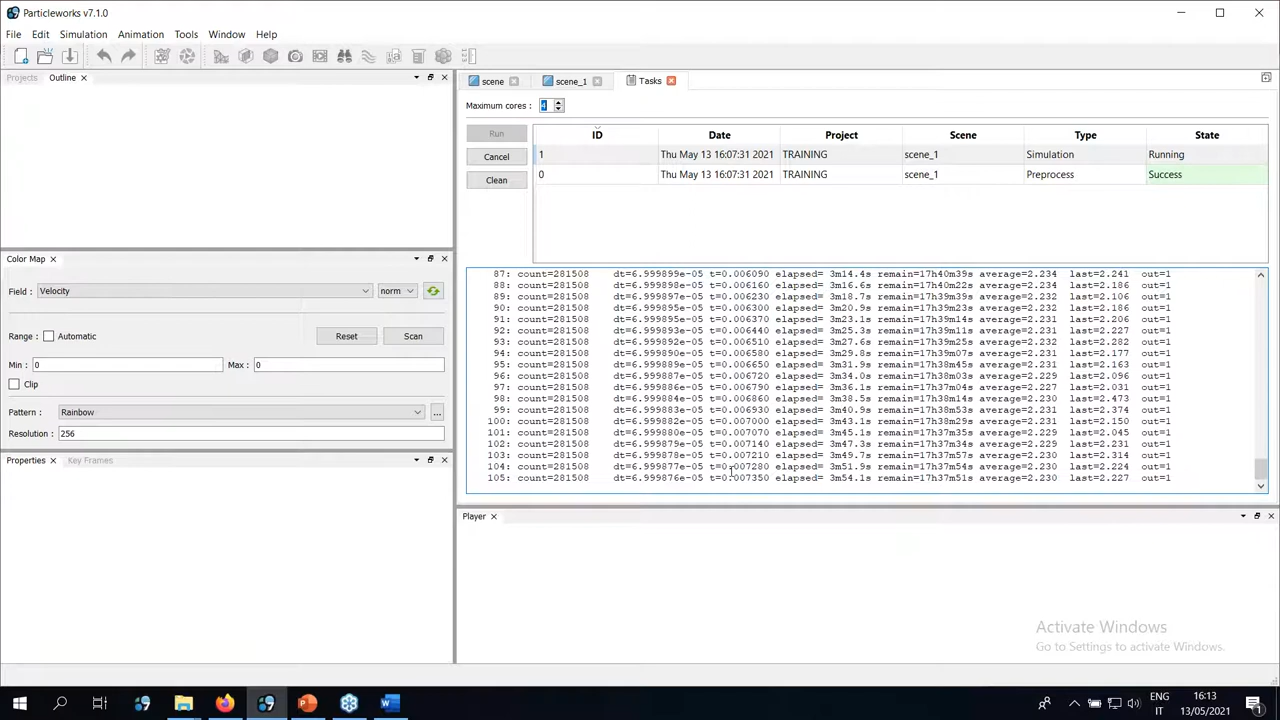 Particleworks v7.1.0
File Edit Simulation Animation Tools Window Help
Projects Outline
Color Map
Field : Velocity norm
Range : Automatic Reset Scan
Min : 0 Max : 0
Clip
Pattern : Rainbow ...
Resolution : 256
Properties Key Frames
scene scene_1 Tasks
Maximum cores : 4
Run
Cancel
Clean
ID Date Project Scene Type State
1 Thu May 13 16:07:31 2021 TRAINING scene_1 Simulation Running
0 Thu May 13 16:07:31 2021 TRAINING scene_1 Preprocess Success
87: count=281508 dt=6.999899e-05 t=0.006090 elapsed= 3m14.4s remain=17h40m39s average=2.234 last=2.241 out=1
88: count=281508 dt=6.999898e-05 t=0.006160 elapsed= 3m16.6s remain=17h40m22s average=2.234 last=2.186 out=1
89: count=281508 dt=6.999897e-05 t=0.006230 elapsed= 3m18.7s remain=17h39m39s average=2.232 last=2.106 out=1
90: count=281508 dt=6.999896e-05 t=0.006300 elapsed= 3m20.9s remain=17h39m23s average=2.232 last=2.186 out=1
91: count=281508 dt=6.999895e-05 t=0.006370 elapsed= 3m23.1s remain=17h39m14s average=2.231 last=2.206 out=1
92: count=281508 dt=6.999893e-05 t=0.006440 elapsed= 3m25.3s remain=17h39m11s average=2.231 last=2.227 out=1
93: count=281508 dt=6.999892e-05 t=0.006510 elapsed= 3m27.6s remain=17h39m25s average=2.232 last=2.282 out=1
94: count=281508 dt=6.999891e-05 t=0.006580 elapsed= 3m29.8s remain=17h39m07s average=2.231 last=2.177 out=1
95: count=281508 dt=6.999889e-05 t=0.006650 elapsed= 3m31.9s remain=17h38m46s average=2.231 last=2.163 out=1
96: count=281508 dt=6.999888e-05 t=0.006720 elapsed= 3m34.0s remain=17h38m03s average=2.229 last=2.096 out=1
97: count=281508 dt=6.999886e-05 t=0.006790 elapsed= 3m36.1s remain=17h37m04s average=2.227 last=2.031 out=1
98: count=281508 dt=6.999884e-05 t=0.006860 elapsed= 3m38.5s remain=17h38m14s average=2.230 last=2.473 out=1
99: count=281508 dt=6.999883e-05 t=0.006930 elapsed= 3m40.9s remain=17h38m53s average=2.231 last=2.374 out=1
100: count=281508 dt=6.999882e-05 t=0.007000 elapsed= 3m43.1s remain=17h38m29s average=2.231 last=2.150 out=1
101: count=281508 dt=6.999880e-05 t=0.007070 elapsed= 3m45.1s remain=17h37m35s average=2.229 last=2.045 out=1
102: count=281508 dt=6.999879e-05 t=0.007140 elapsed= 3m47.3s remain=17h37m34s average=2.229 last=2.231 out=1
103: count=281508 dt=6.999878e-05 t=0.007210 elapsed= 3m49.7s remain=17h37m57s average=2.230 last=2.314 out=1
104: count=281508 dt=6.999877e-05 t=0.007280 elapsed= 3m51.9s remain=17h37m54s average=2.230 last=2.224 out=1
105: count=281508 dt=6.999876e-05 t=0.007350 elapsed= 3m54.1s remain=17h37m51s average=2.230 last=2.227 out=1
Player
Activate Windows
Go to Settings to activate Windows.
ENG
IT
16:13
13/05/2021
1